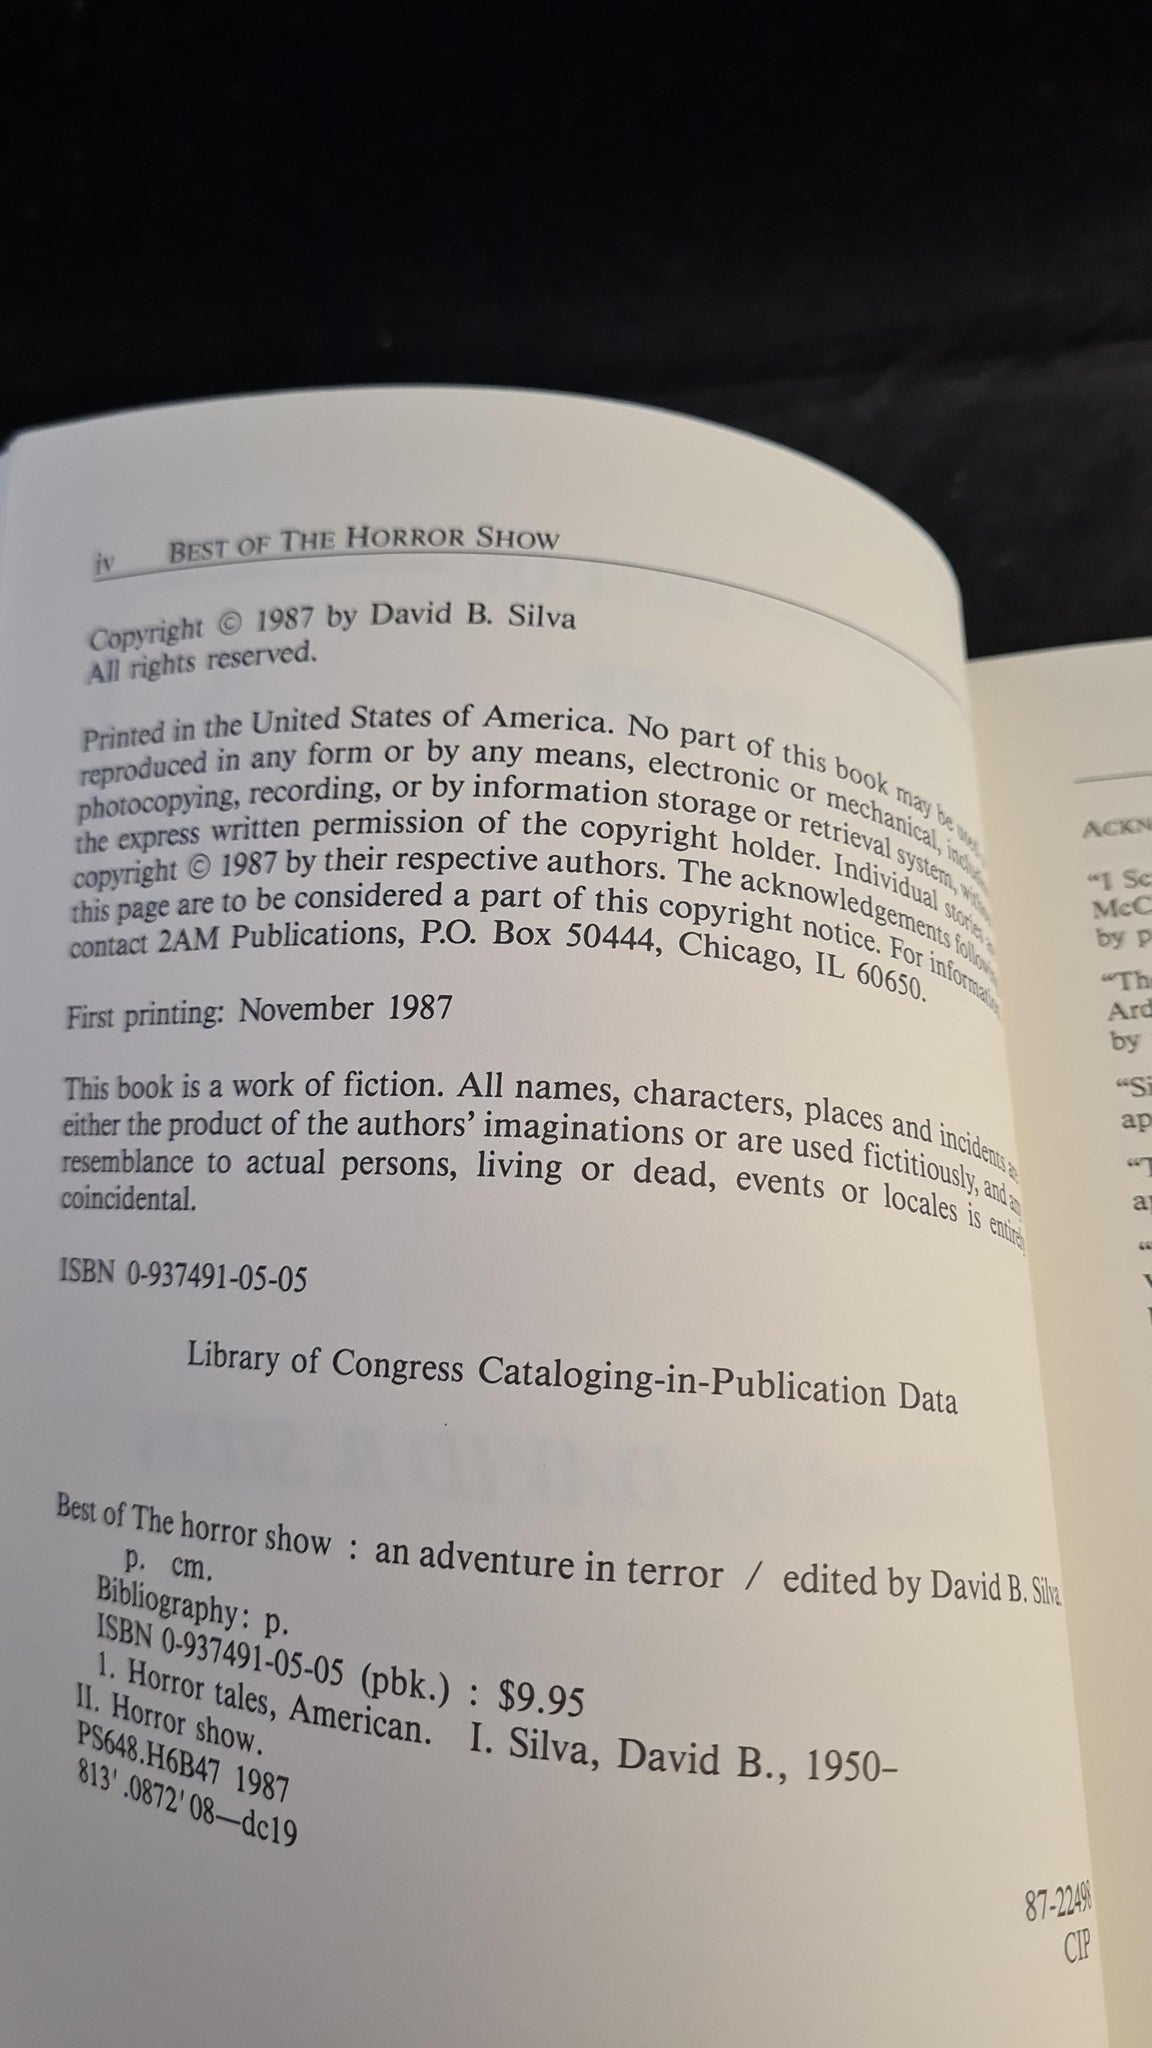 iv BEST OF THE HORROR SHOW
Copyright © 1987 by David B. Silva
All rights reserved.
Printed in the United States of America. No part of this book may be
reproduced in any form or by any means, electronic or mechanical,
photocopying, recording, or by information storage or retrieval system,
the express written permission of the copyright holder. Individual stories
copyright © 1987 by their respective authors. The acknowledgements
this page are to be considered a part of this copyright notice. For
contact 2AM Publications, P.O. Box 50444, Chicago, IL 60650.
First printing: November 1987
This book is a work of fiction. All names, characters, places and incidents are
either the product of the authors' imaginations or are used fictitiously, and any
resemblance to actual persons, living or dead, events or locales is entirely
coincidental.
ISBN 0-937491-05-05
Library of Congress Cataloging-in-Publication Data
Best of The horror show : an adventure in terror / edited by David B. Silva.
p. cm.
Bibliography: p.
ISBN 0-937491-05-05 (pbk.) : $9.95
1. Horror tales, American. I. Silva, David B., 1950–
II. Horror show.
PS648.H6B47 1987
813'.0872'08—dc19
87-22498
CIP
"I
by
by